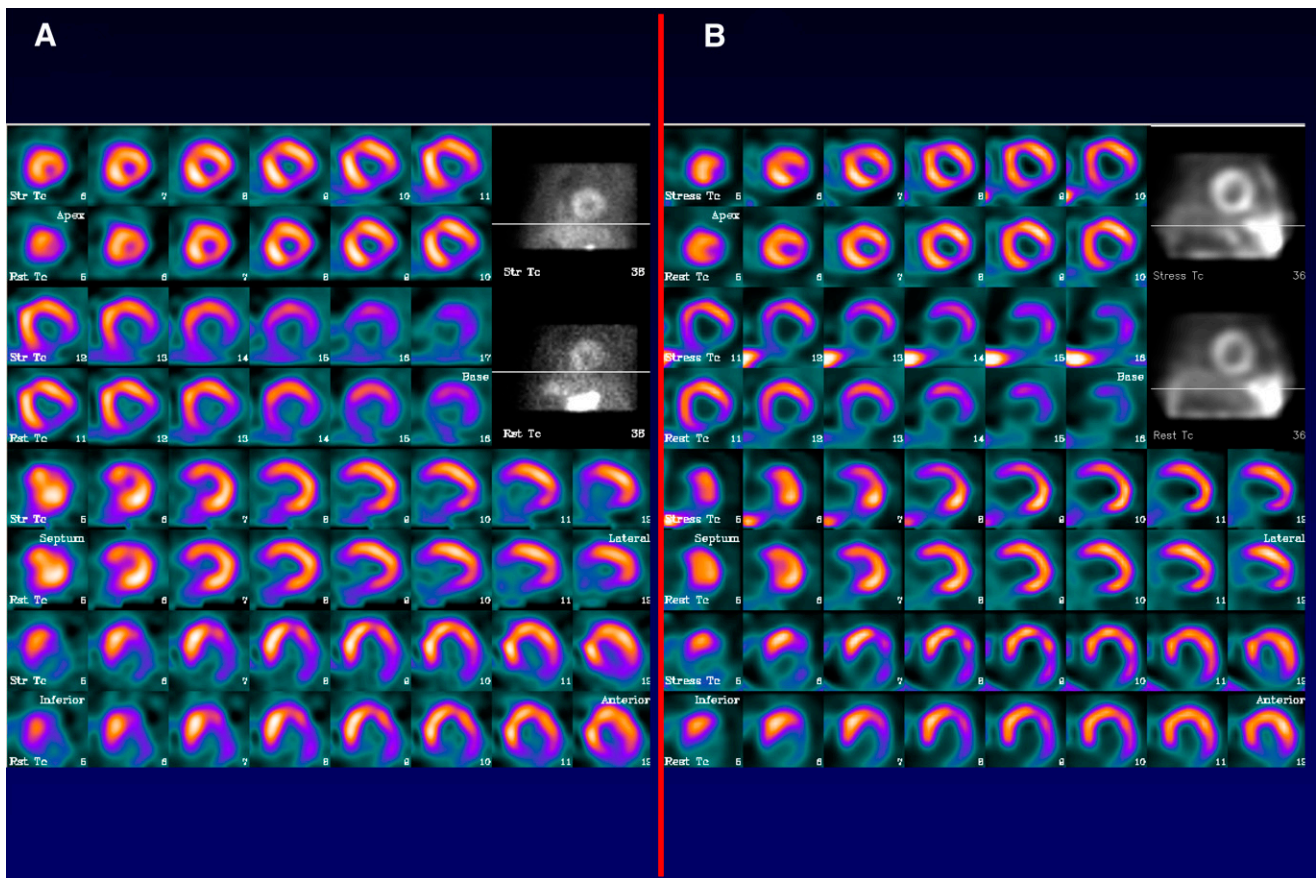 A B
6 7 8 9 10 11
Str Tc
Apex
5 6 7 8 9 10
Rst Tc
Str Tc 36
12 13 14 15 16 17
Str Tc
Base
11 12 13 14 15 16
Rst Tc
Rst Tc 36
5 6 7 8 9 10 11 12
Str Tc
Septum Lateral
5 6 7 8 9 10 11 12
Rst Tc
5 6 7 8 9 10 11 12
Str Tc
Inferior Anterior
5 6 7 8 9 10 11 12
Rst Tc
5 6 7 8 9 10
Stress Tc
Apex
5 6 7 8 9 10
Rest Tc
Stress Tc 36
11 12 13 14 15 16
Stress Tc
Base
11 12 13 14 15 16
Rest Tc
Rest Tc 36
5 6 7 8 9 10 11 12
Stress Tc
Septum Lateral
5 6 7 8 9 10 11 12
Rest Tc
5 6 7 8 9 10 11 12
Stress Tc
Inferior Anterior
5 6 7 8 9 10 11 12
Rest Tc